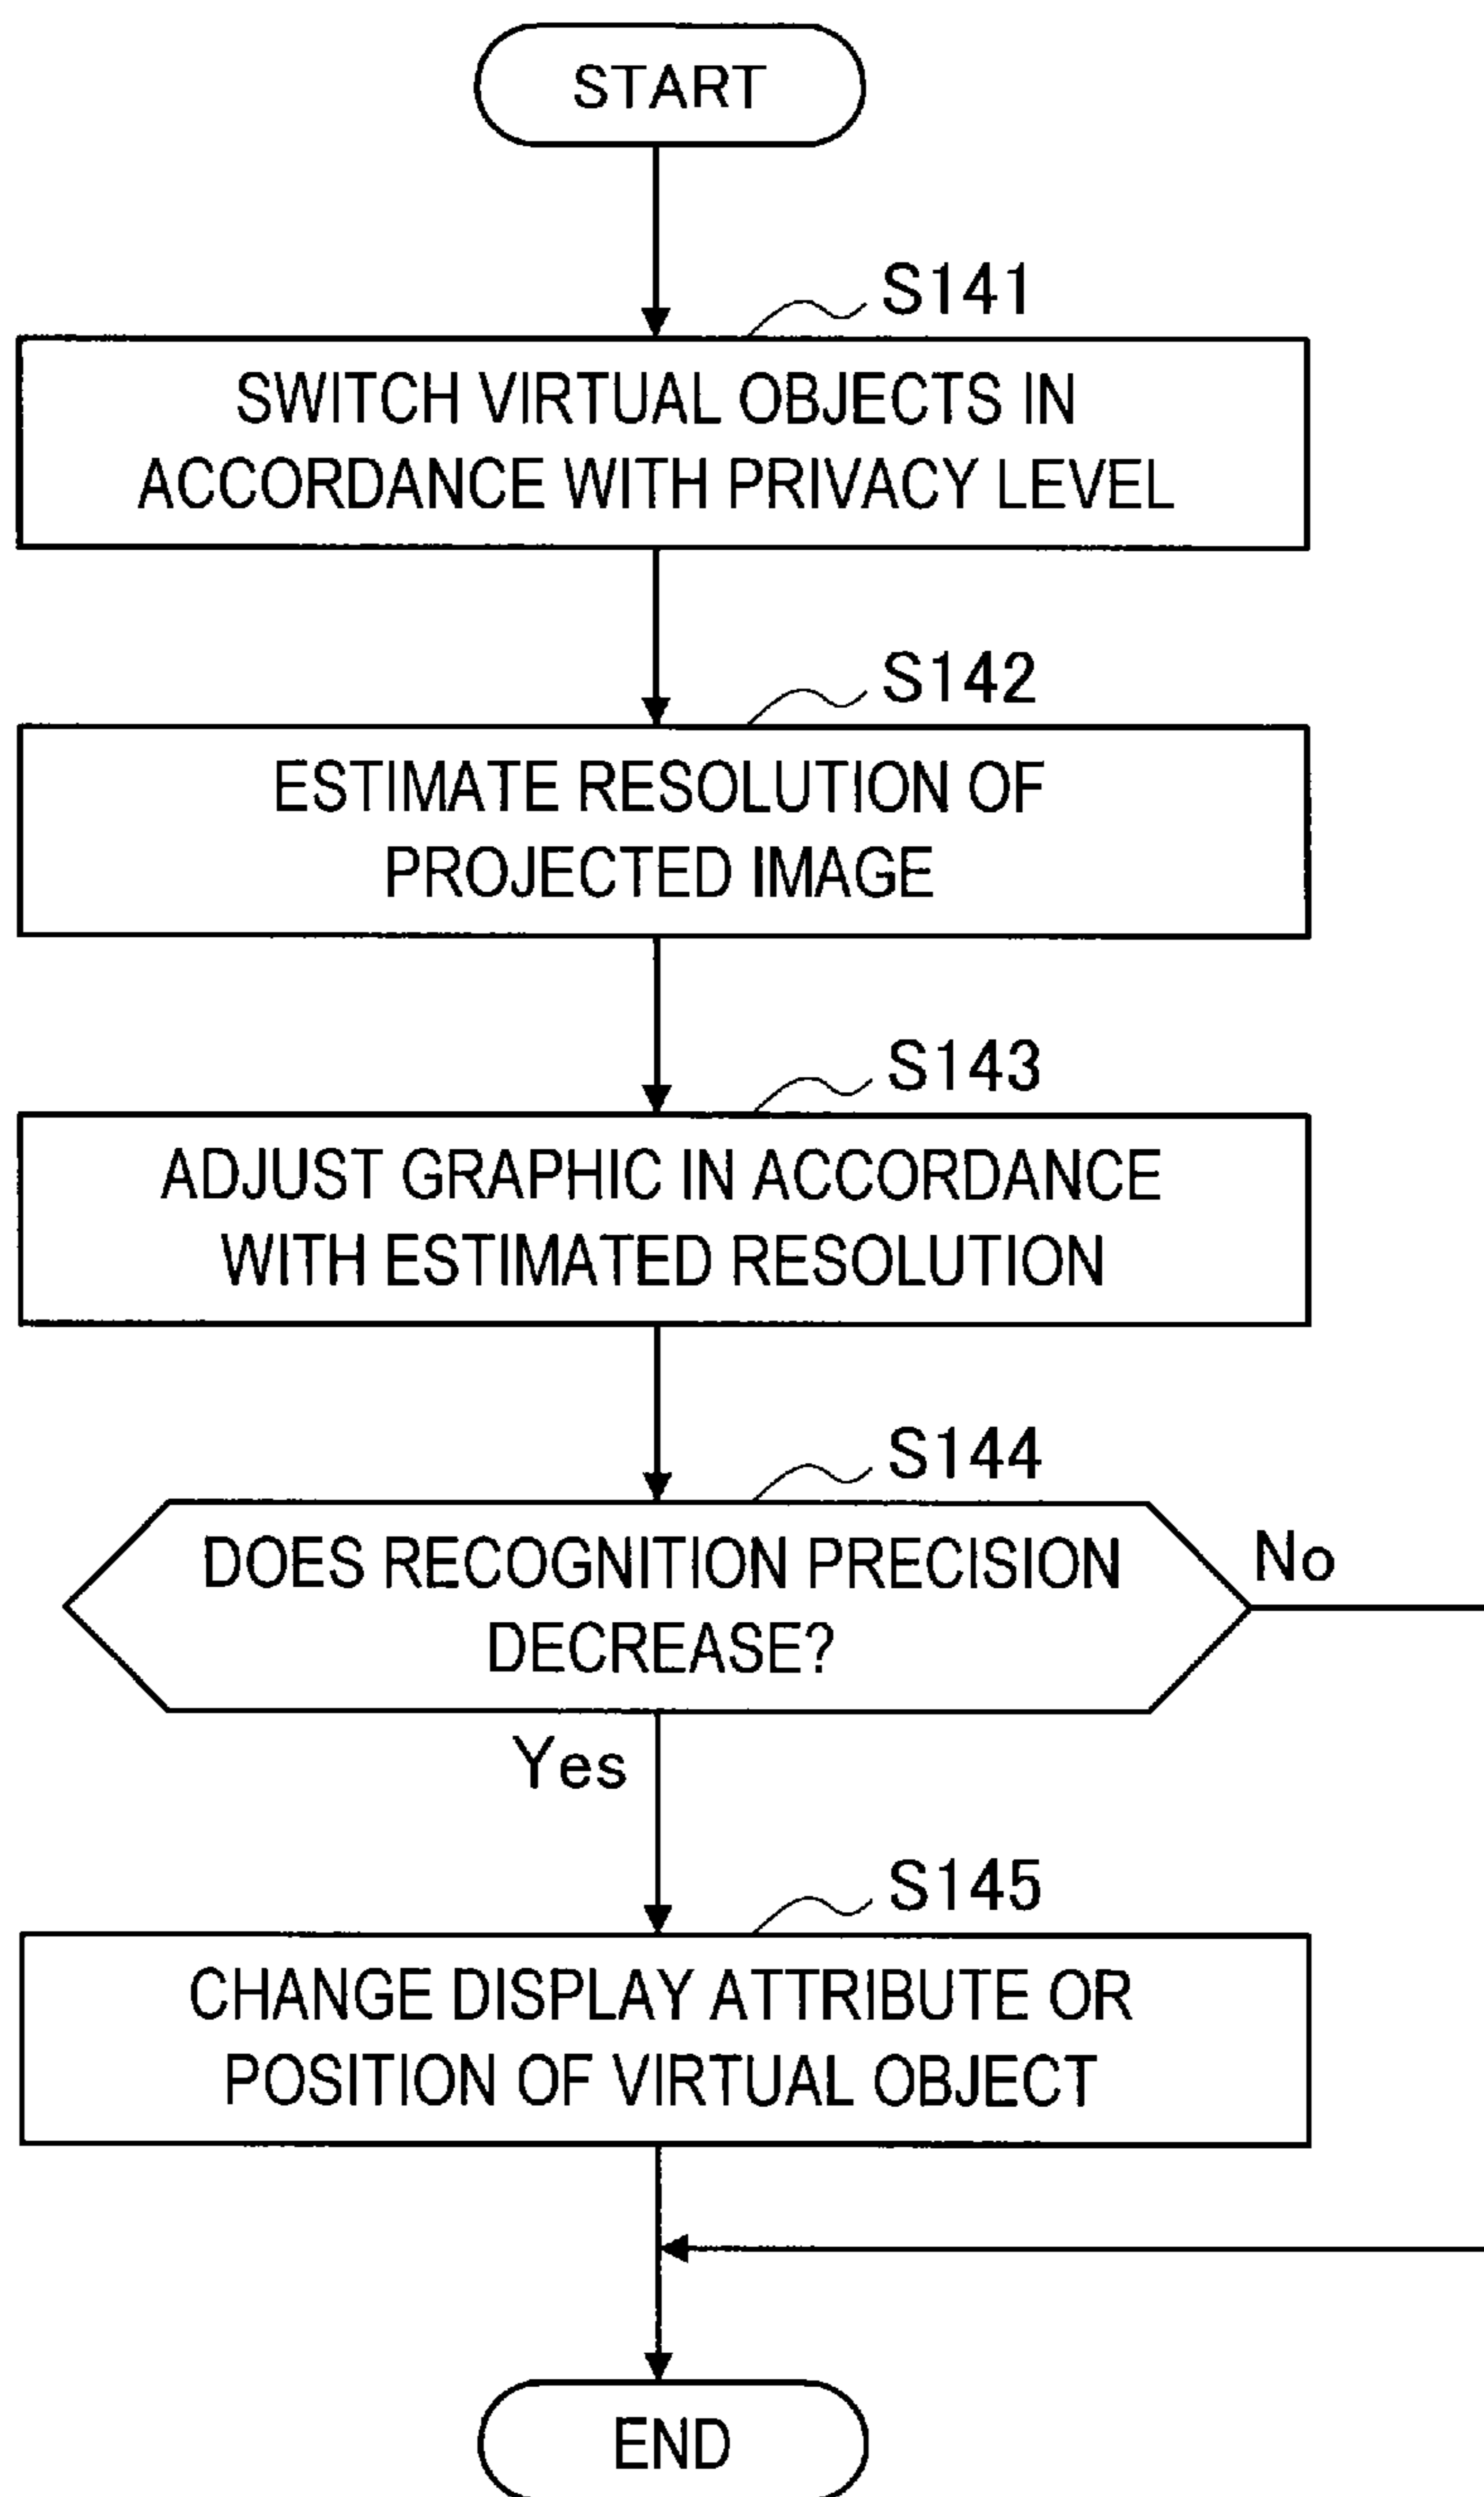 START
S141
SWITCH VIRTUAL OBJECTS IN
ACCORDANCE WITH PRIVACY LEVEL
S142
ESTIMATE RESOLUTION OF
PROJECTED IMAGE
S143
ADJUST GRAPHIC IN ACCORDANCE
WITH ESTIMATED RESOLUTION
S144
DOES RECOGNITION PRECISION
DECREASE?
No
Yes
S145
CHANGE DISPLAY ATTRIBUTE OR
POSITION OF VIRTUAL OBJECT
END